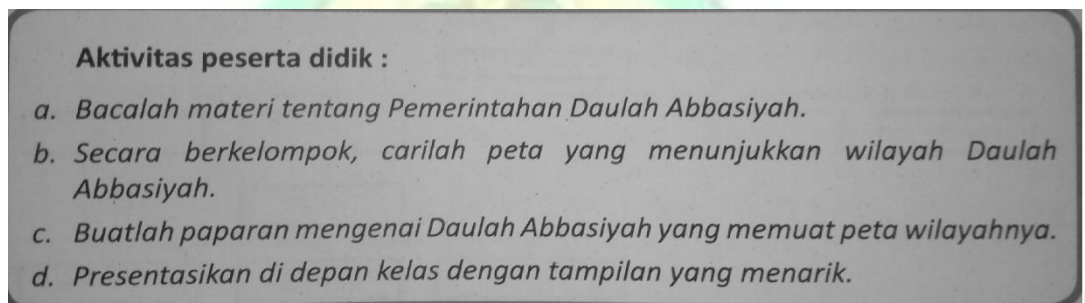 Aktivitas peserta didik :
a. Bacalah materi tentang Pemerintahan Daulah Abbasiyah.
b. Secara berkelompok, carilah peta yang menunjukkan wilayah Daulah
Abbasiyah.
c. Buatlah paparan mengenai Daulah Abbasiyah yang memuat peta wilayahnya.
d. Presentasikan di depan kelas dengan tampilan yang menarik.